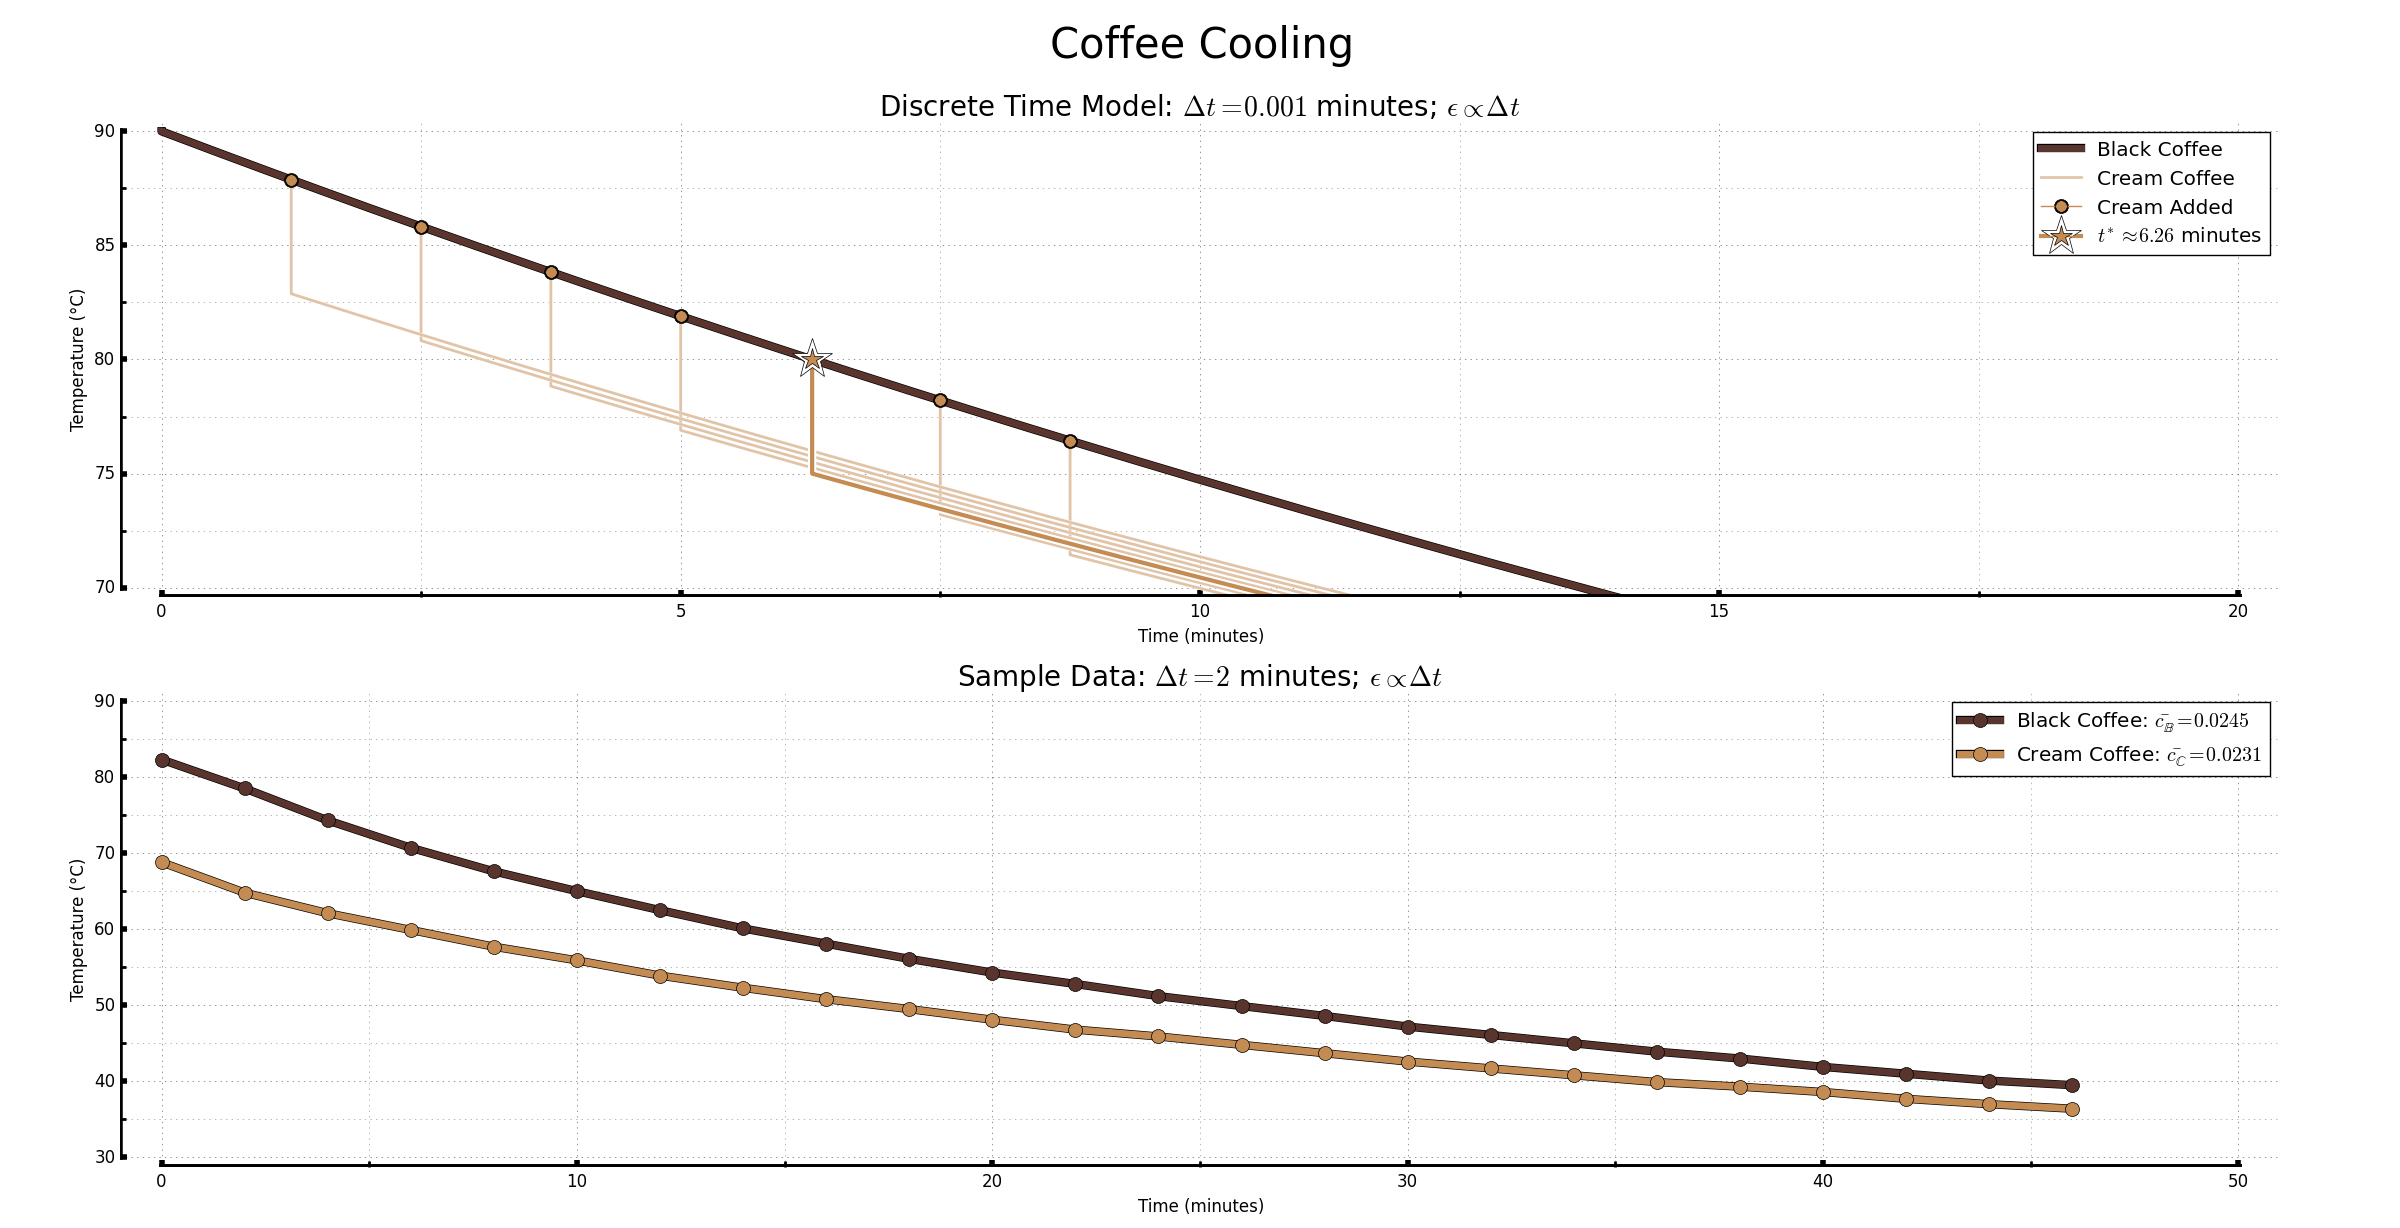 Coffee Cooling
Discrete Time Model: Δt = 0.001 minutes; ϵ ∝ Δt
90
85
80
75
70
Temperature (°C)
Black Coffee
Cream Coffee
Cream Added
t* ≈ 6.26 minutes
0 5 10 15 20
Time (minutes)
Sample Data: Δt = 2 minutes; ϵ ∝ Δt
90
80
70
60
50
40
30
Temperature (°C)
Black Coffee: c̄_𝔹 = 0.0245
Cream Coffee: c̄_ℂ = 0.0231
0 10 20 30 40 50
Time (minutes)